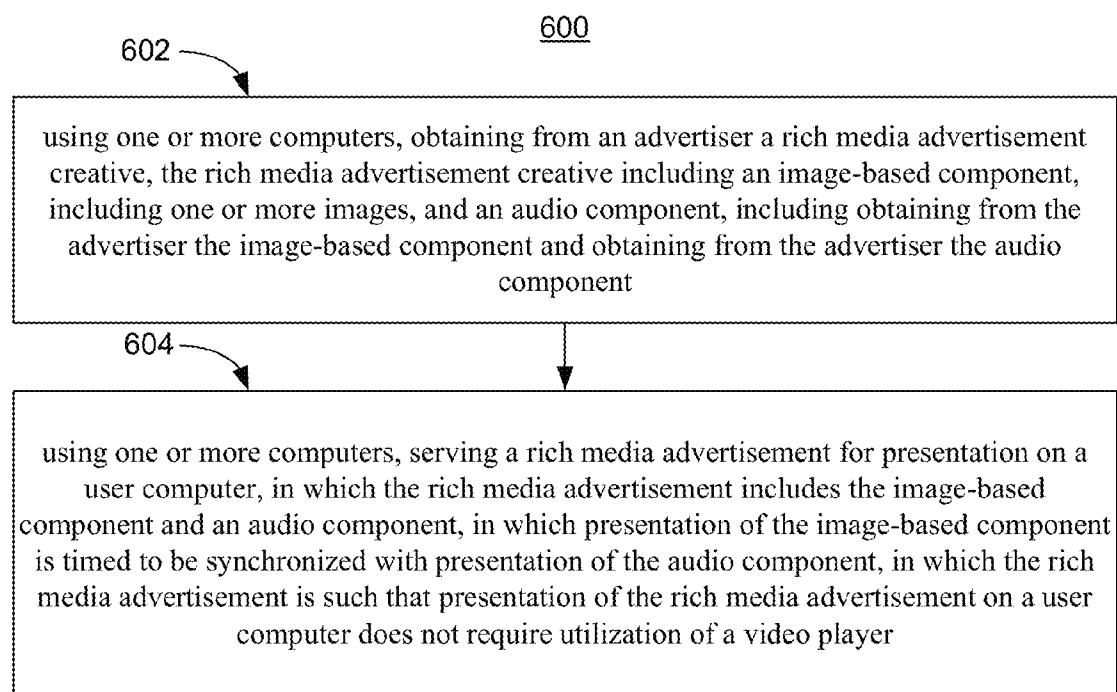 600
602
using one or more computers, obtaining from an advertiser a rich media advertisement
creative, the rich media advertisement creative including an image-based component,
including one or more images, and an audio component, including obtaining from the
advertiser the image-based component and obtaining from the advertiser the audio
component
604
using one or more computers, serving a rich media advertisement for presentation on a
user computer, in which the rich media advertisement includes the image-based
component and an audio component, in which presentation of the image-based component
is timed to be synchronized with presentation of the audio component, in which the rich
media advertisement is such that presentation of the rich media advertisement on a user
computer does not require utilization of a video player